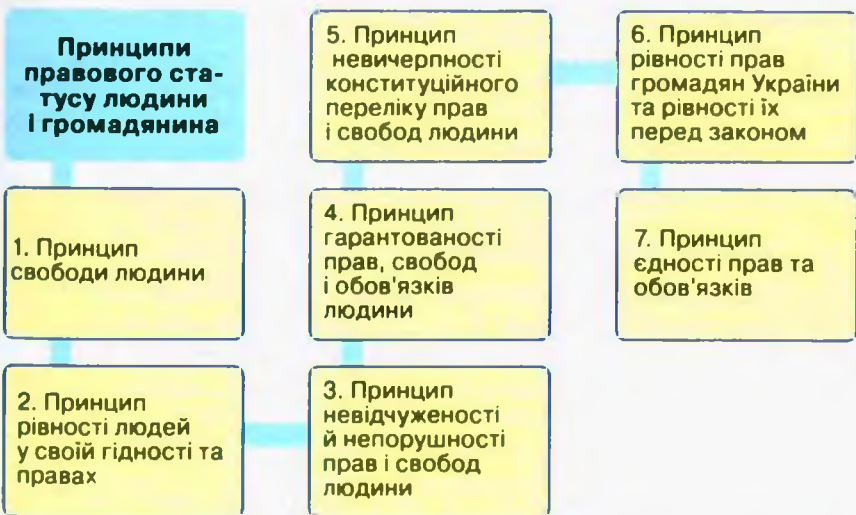 Принципи
правового ста-
тусу людини
і громадянина
1. Принцип
свободи людини
2. Принцип
рівності людей
у своїй гідності та
правах
3. Принцип
невідчуженості
й непорушності
прав і свобод
людини
4. Принцип
гарантованості
прав, свобод
і обов'язків
людини
5. Принцип
невичерпності
конституційного
переліку прав
і свобод людини
6. Принцип
рівності прав
громадян України
та рівності їх
перед законом
7. Принцип
єдності прав та
обов'язків